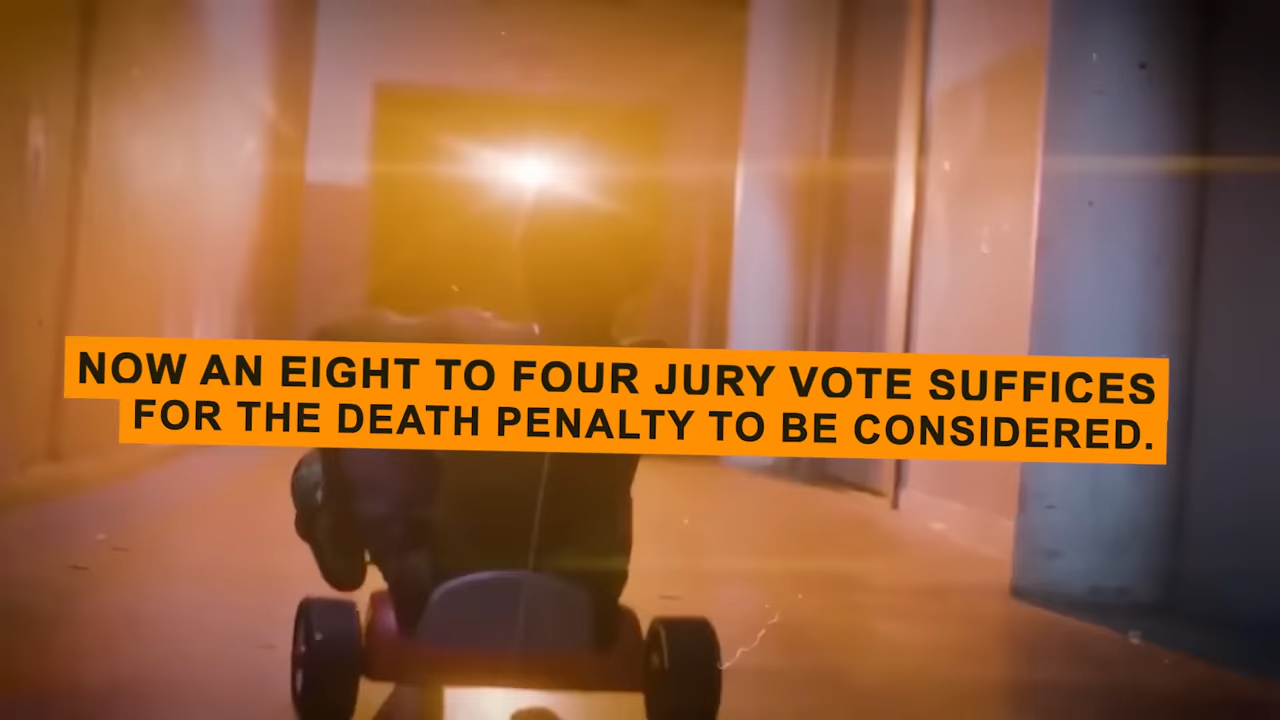 NOW AN EIGHT TO FOUR JURY VOTE SUFFICES
FOR THE DEATH PENALTY TO BE CONSIDERED.